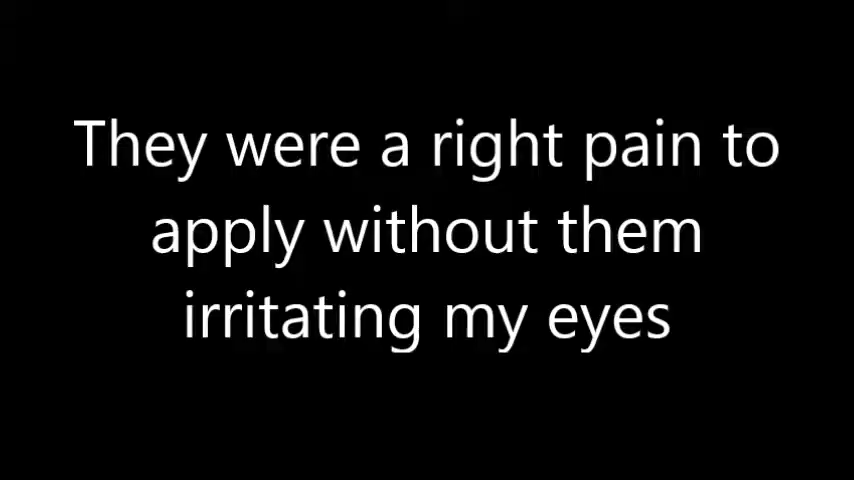 They were a right pain to
apply without them
irritating my eyes